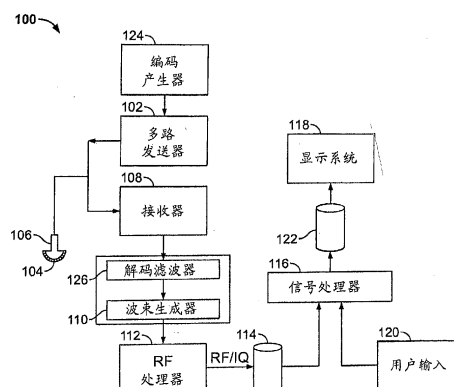 100
124
编码
产生器
102
多路
发送器
118
显示系统
108
接收器
106
104
122
126
解码滤波器
116
信号处理器
110
波束生成器
112
RF
处理器
RF/IQ
114
120
用户输入